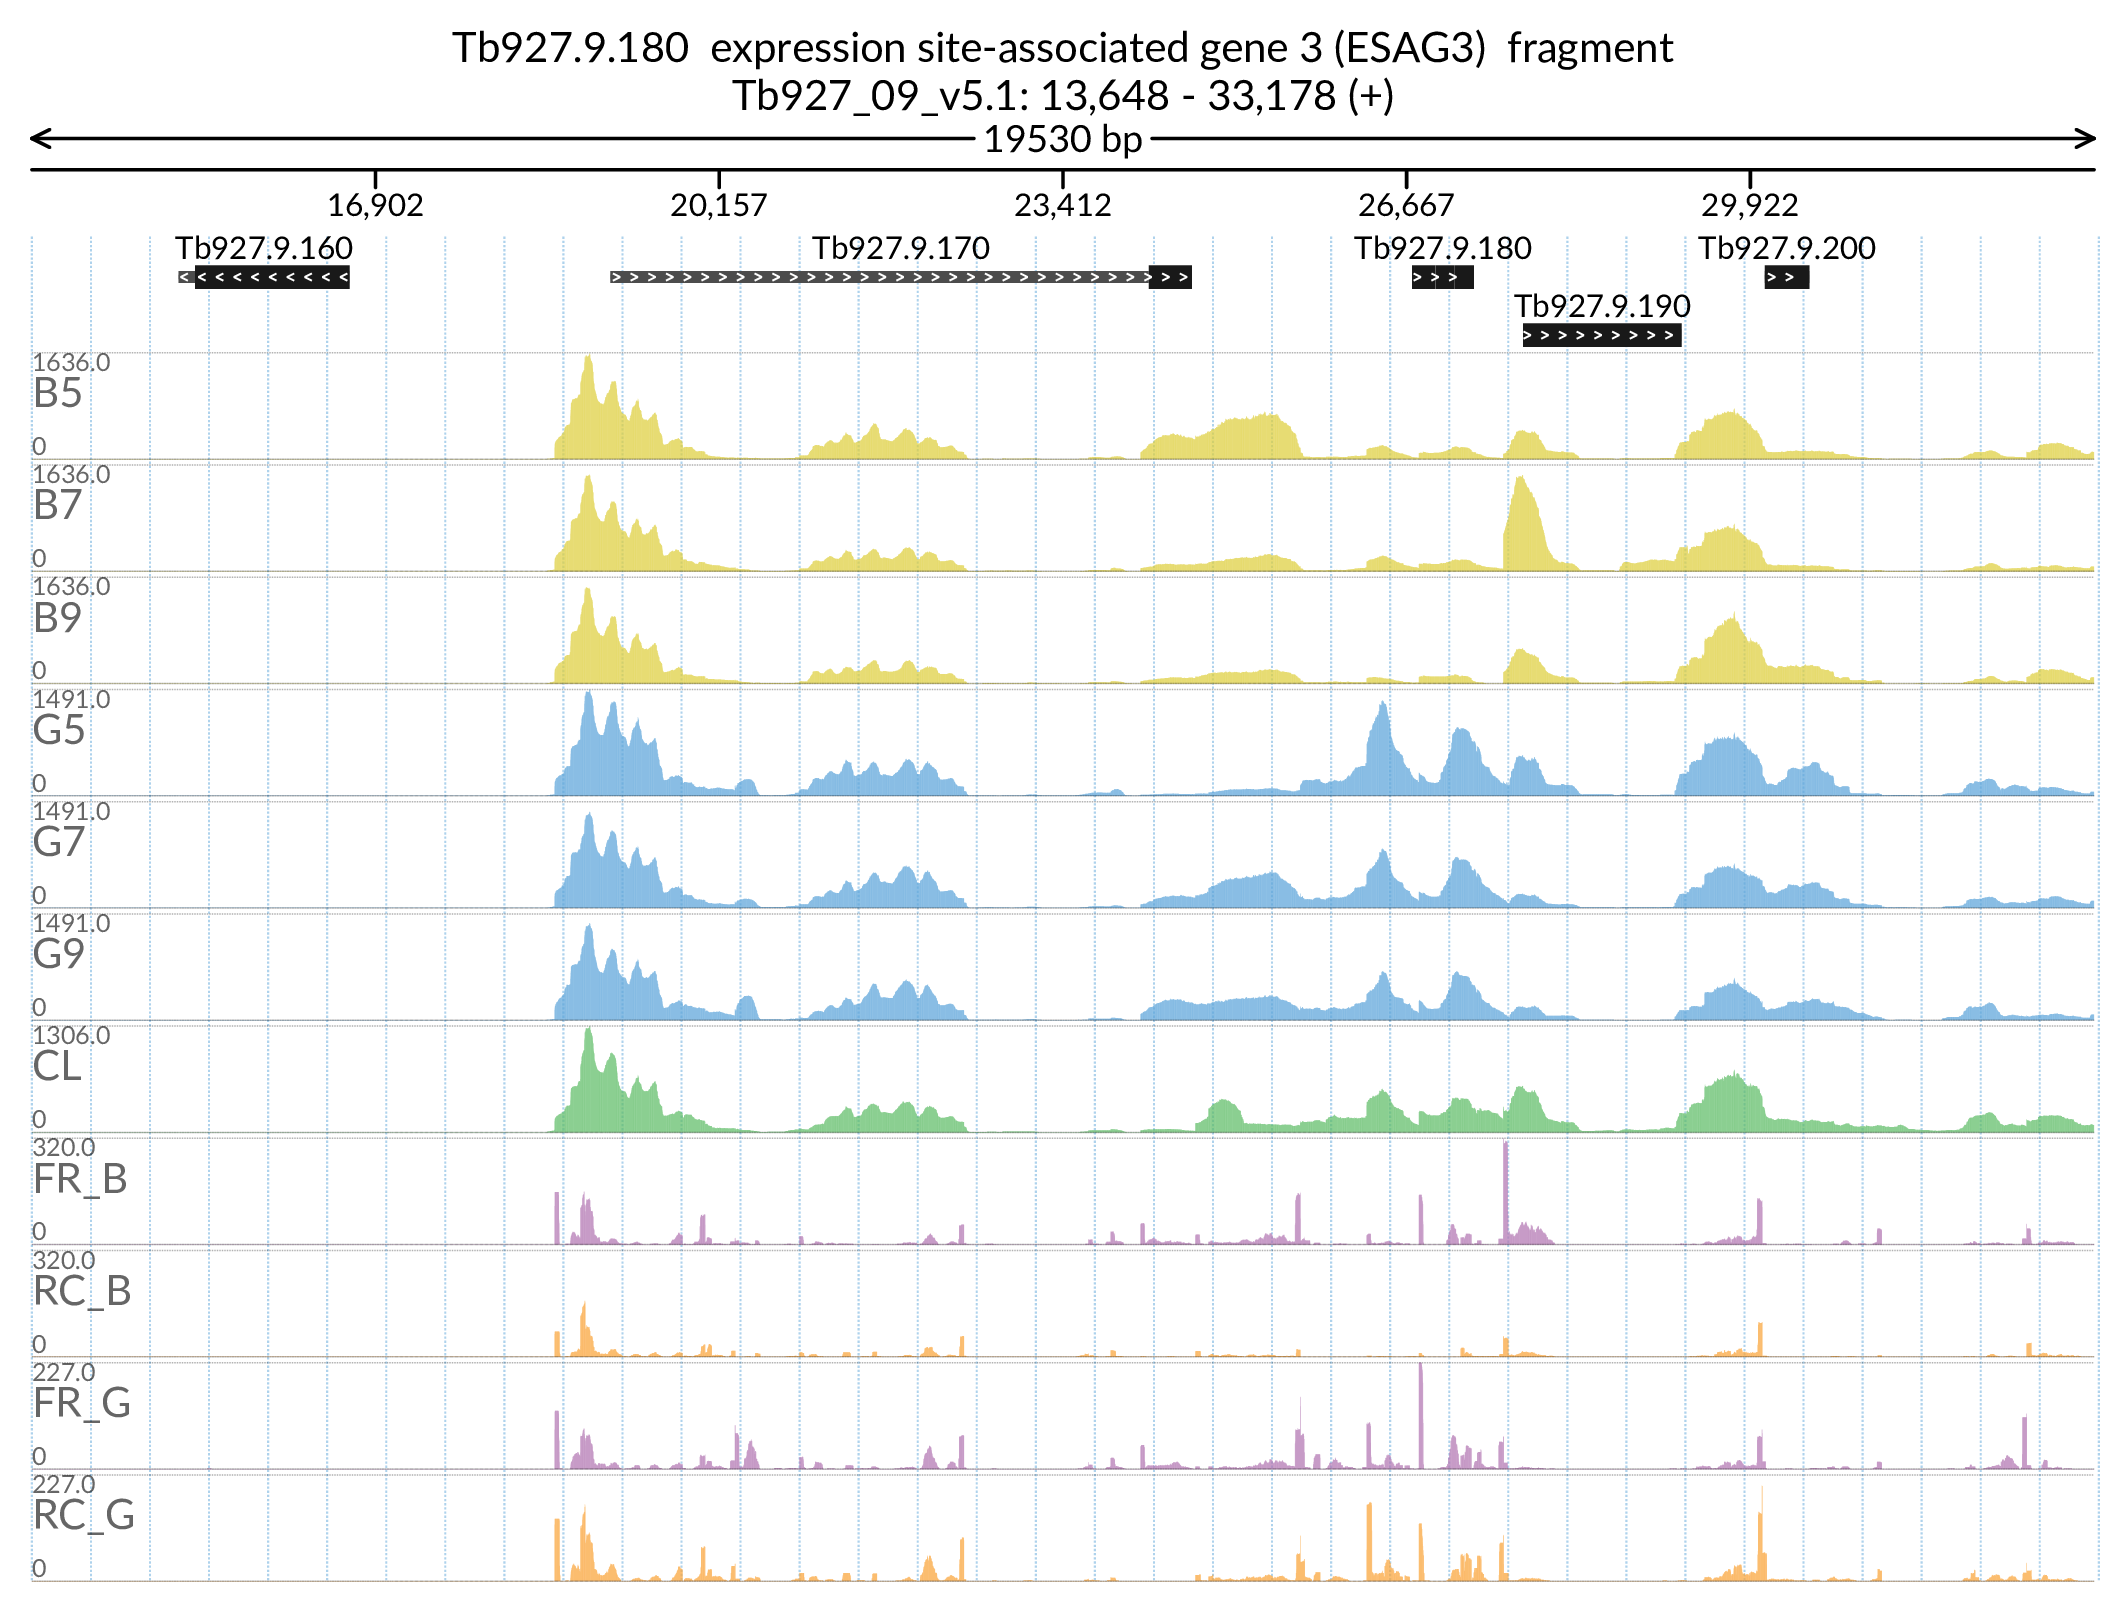 Tb927.9.180  expression site-associated gene 3 (ESAG3)  fragment
Tb927_09_v5.1: 13,648 - 33,178 (+)
19530 bp
16,902 20,157 23,412 26,667 29,922
Tb927.9.160 Tb927.9.170 Tb927.9.180 Tb927.9.200
Tb927.9.190
1636.0
B5
0
1636.0
B7
0
1636.0
B9
0
1491.0
G5
0
1491.0
G7
0
1491.0
G9
0
1306.0
CL
0
320.0
FR_B
0
320.0
RC_B
0
227.0
FR_G
0
227.0
RC_G
0